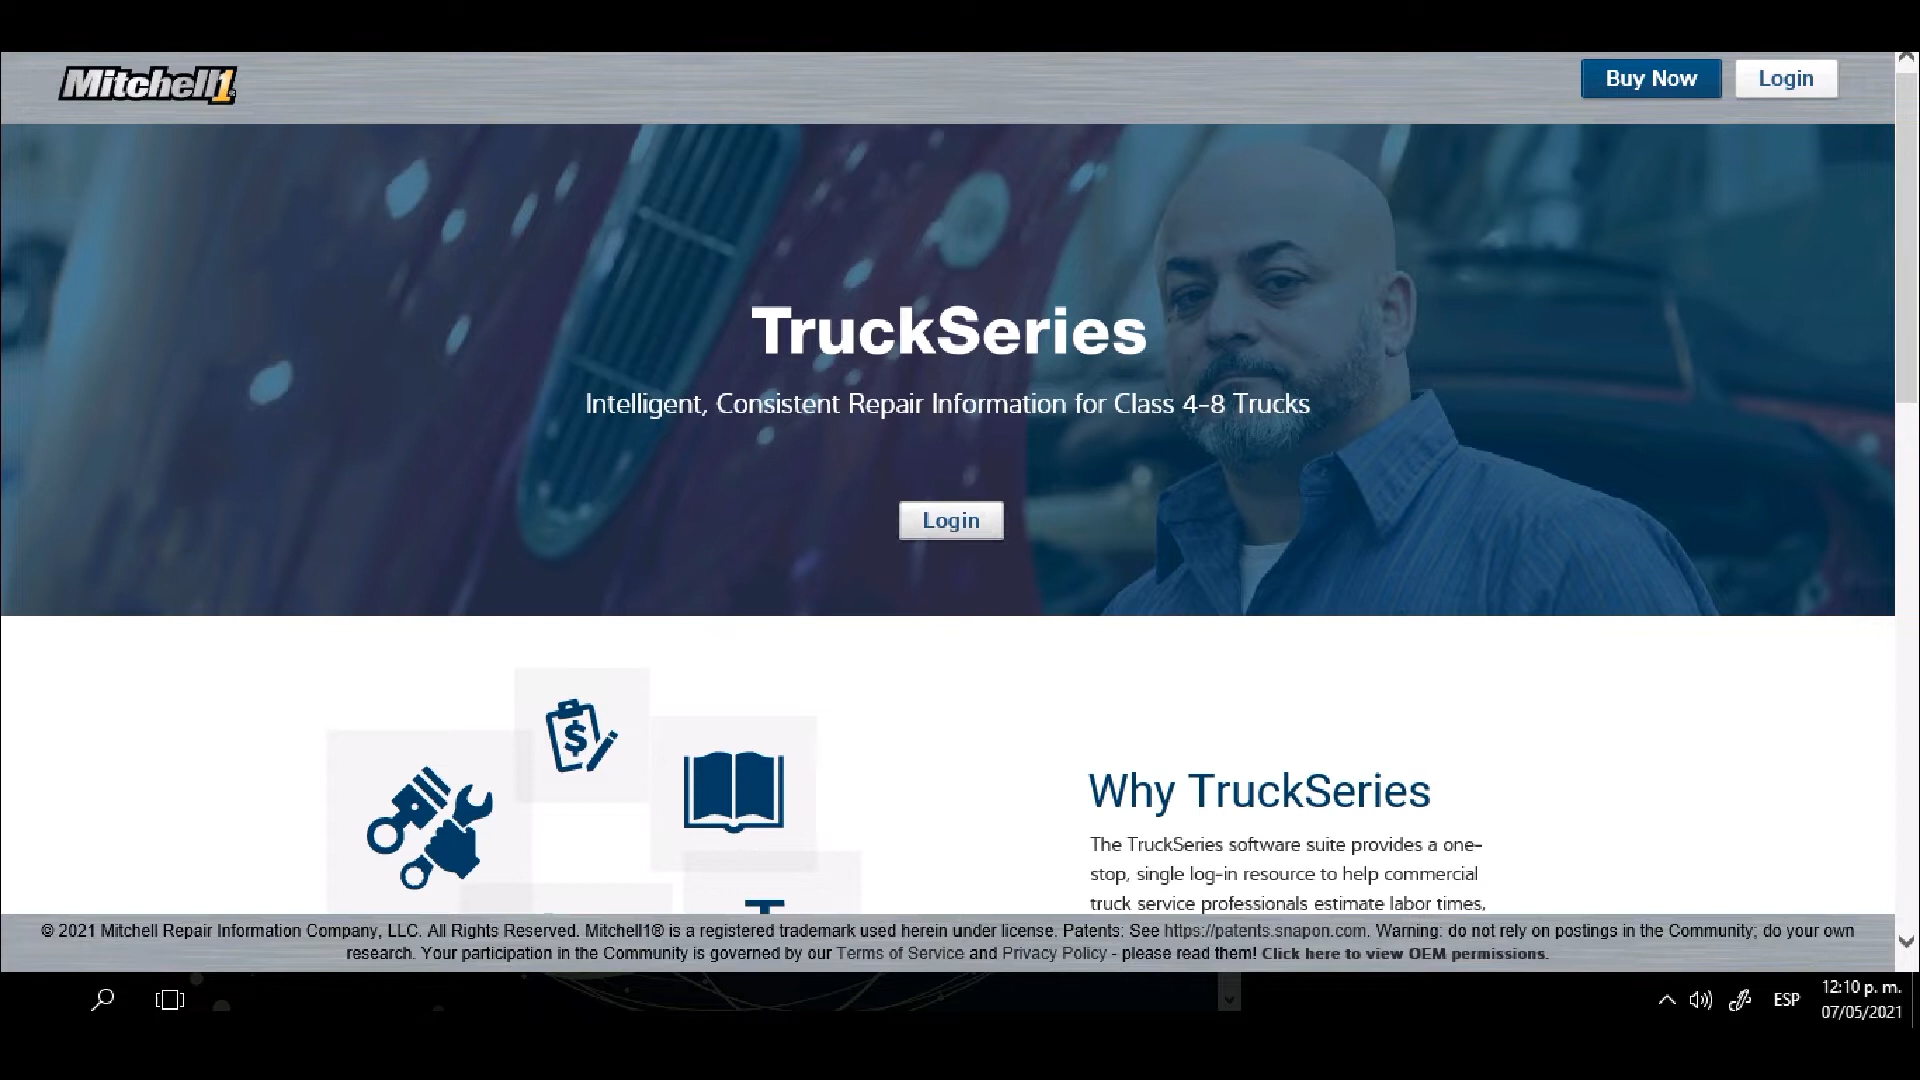 Mitchell1
Buy Now
Login
TruckSeries
Intelligent, Consistent Repair Information for Class 4-8 Trucks
Login
$
Why TruckSeries
The TruckSeries software suite provides a one-
stop, single log-in resource to help commercial
truck service professionals estimate labor times,
© 2021 Mitchell Repair Information Company, LLC. All Rights Reserved. Mitchell1® is a registered trademark used herein under license. Patents: See https://patents.snapon.com. Warning: do not rely on postings in the Community; do your own
research. Your participation in the Community is governed by our Terms of Service and Privacy Policy - please read them! Click here to view OEM permissions.
ESP
12:10 p. m.
07/05/2021